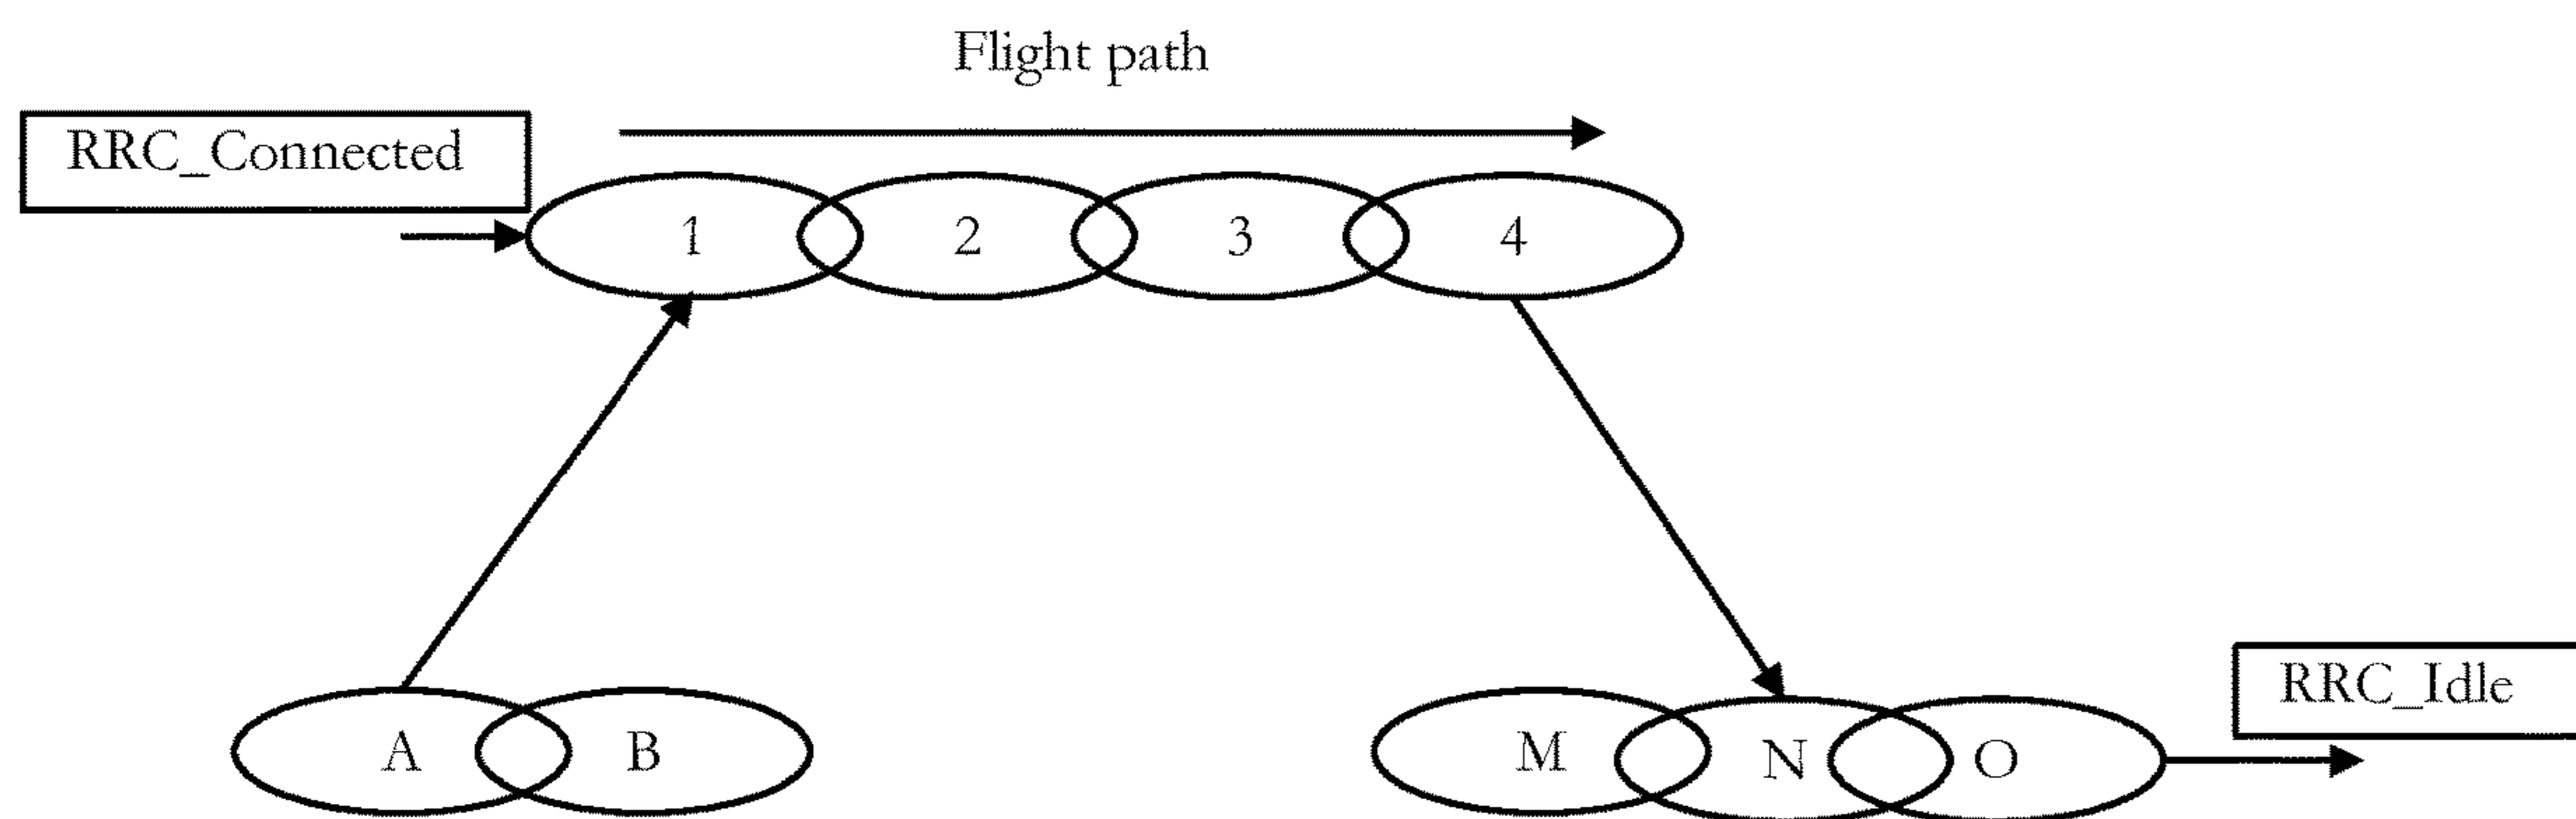 Flight path
RRC_Connected
1 2 3 4
RRC_Idle
A B M N O